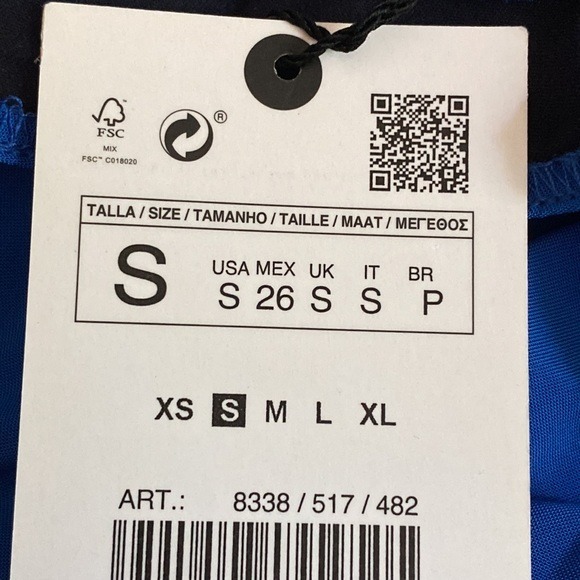 FSC
MIX
FSC™ C018020
®
TALLA / SIZE / TAMANHO / TAILLE / MAAT / ΜΕΓΕΘΟΣ
S
USA MEX UK IT BR
S 26 S S P
XS S M L XL
ART.: 8338 / 517 / 482